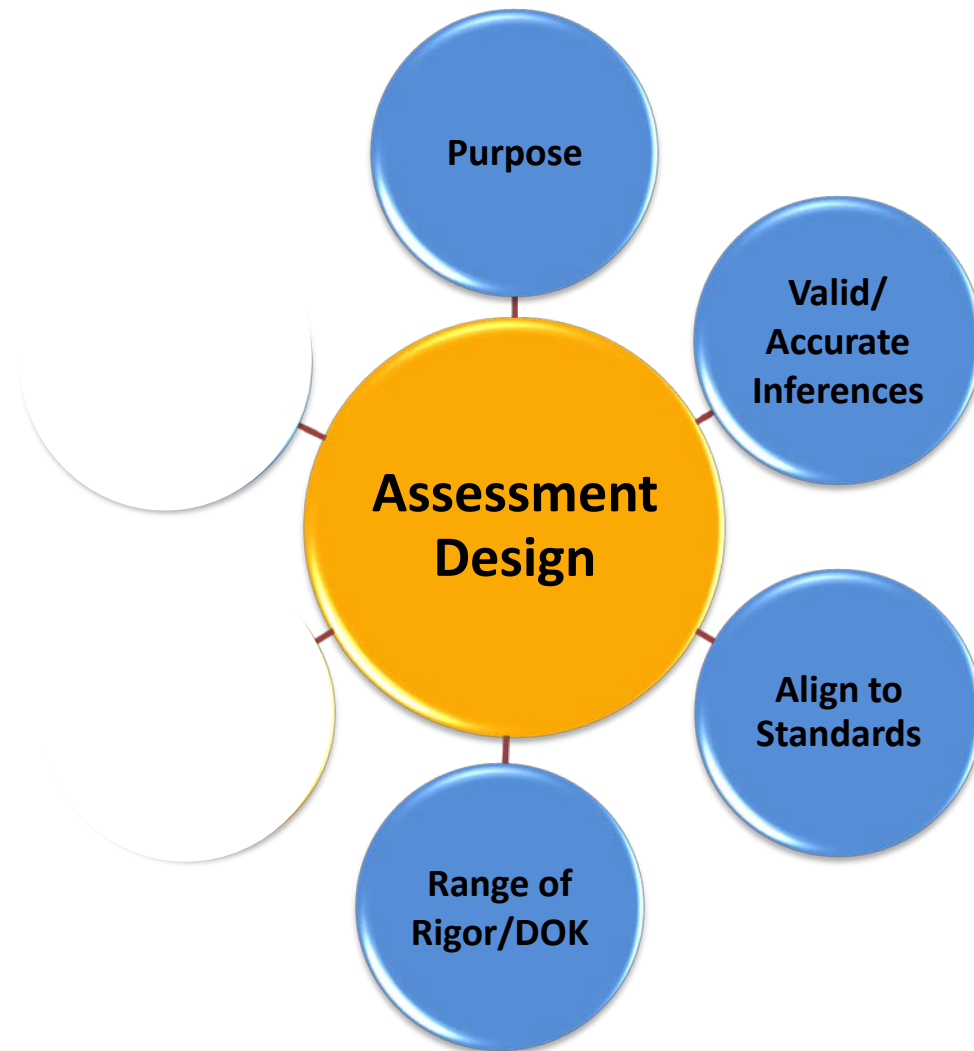 Purpose
Valid/
Accurate
Inferences
Assessment
Design
Align to
Standards
Range of
Rigor/DOK